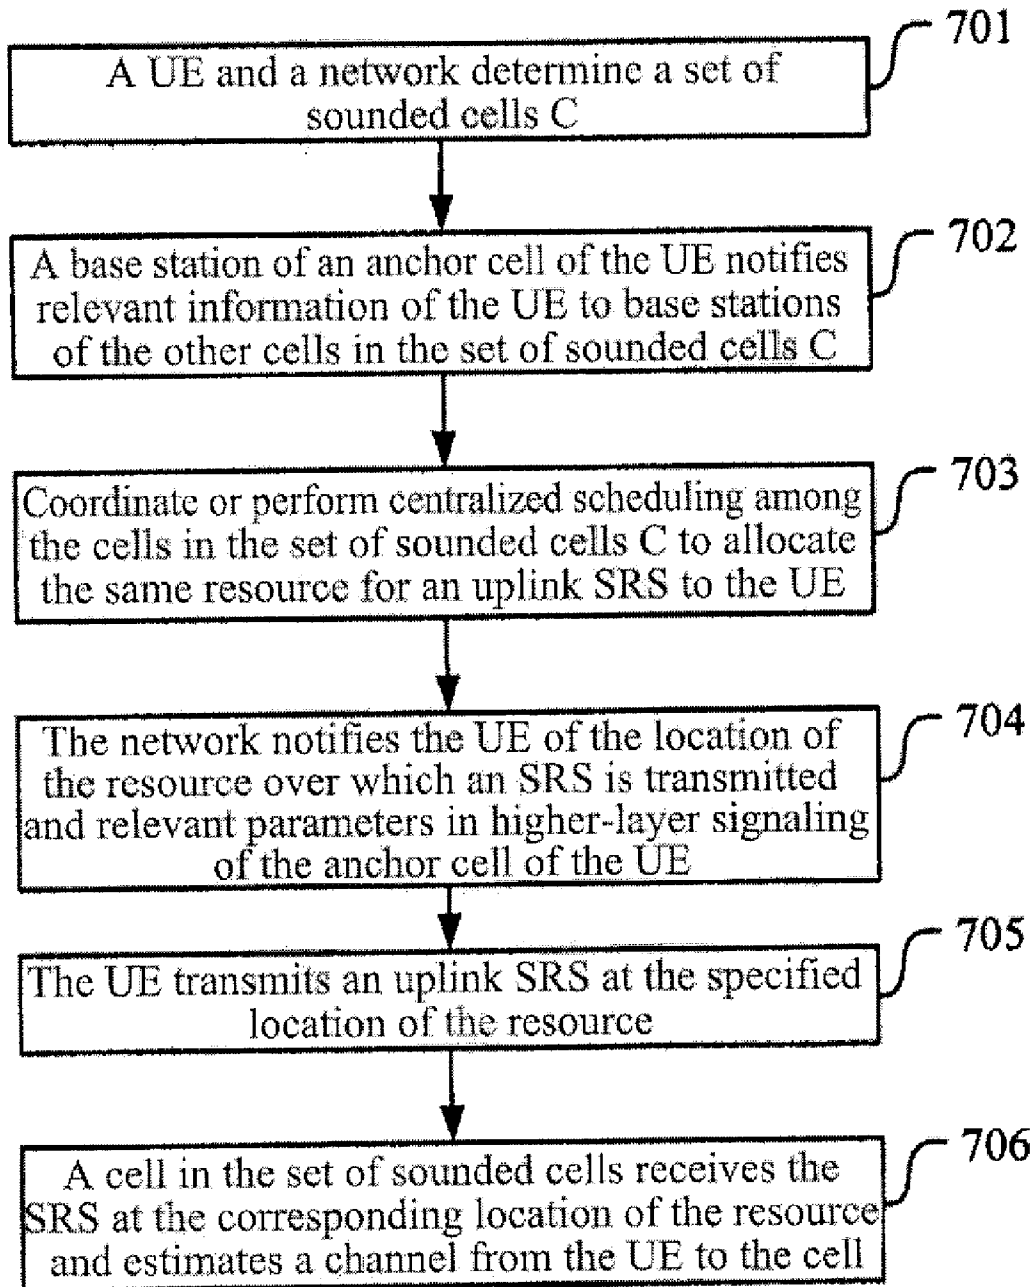 701
A UE and a network determine a set of
sounded cells C
702
A base station of an anchor cell of the UE notifies
relevant information of the UE to base stations
of the other cells in the set of sounded cells C
703
Coordinate or perform centralized scheduling among
the cells in the set of sounded cells C to allocate
the same resource for an uplink SRS to the UE
704
The network notifies the UE of the location of
the resource over which an SRS is transmitted
and relevant parameters in higher-layer signaling
of the anchor cell of the UE
705
The UE transmits an uplink SRS at the specified
location of the resource
706
A cell in the set of sounded cells receives the
SRS at the corresponding location of the resource
and estimates a channel from the UE to the cell